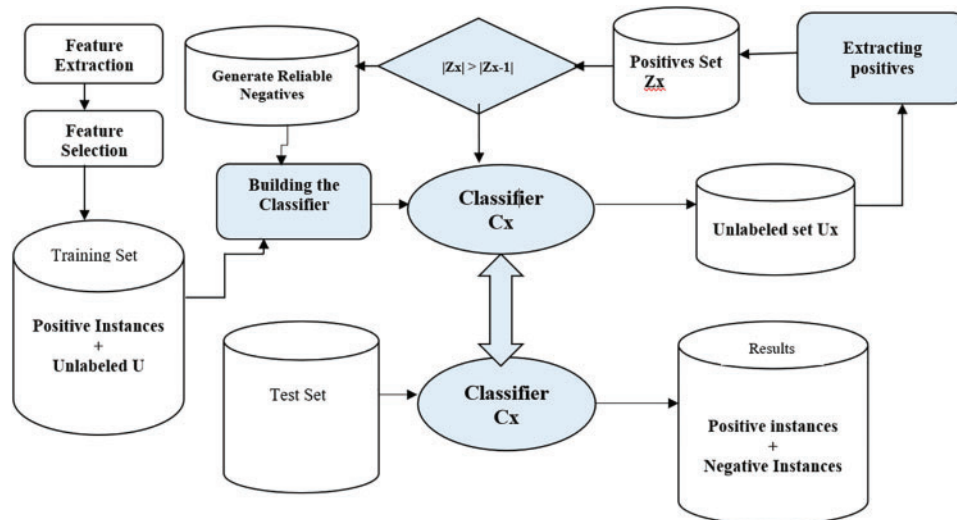 Feature
Extraction
Feature
Selection
Training Set
Positive Instances
+
Unlabeled U
Generate Reliable
Negatives
Building the
Classifier
|Zx| > |Zx-1|
Classifier
Cx
Positives Set
Zx
Extracting
positives
Unlabeled set Ux
Test Set
Classifier
Cx
Results
Positive instances
+
Negative Instances